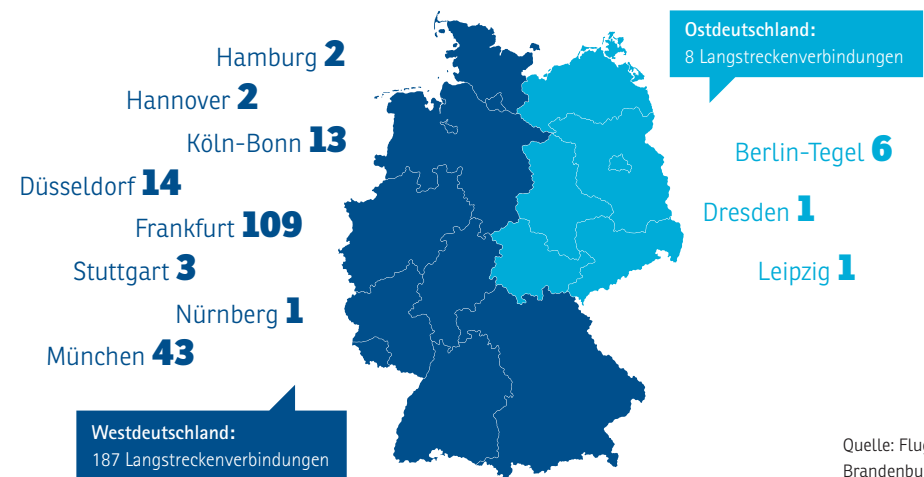 Hamburg 2
Hannover 2
Köln-Bonn 13
Düsseldorf 14
Frankfurt 109
Stuttgart 3
Nürnberg 1
München 43
Westdeutschland:
187 Langstreckenverbindungen
Ostdeutschland:
8 Langstreckenverbindungen
Berlin-Tegel 6
Dresden 1
Leipzig 1
Quelle: